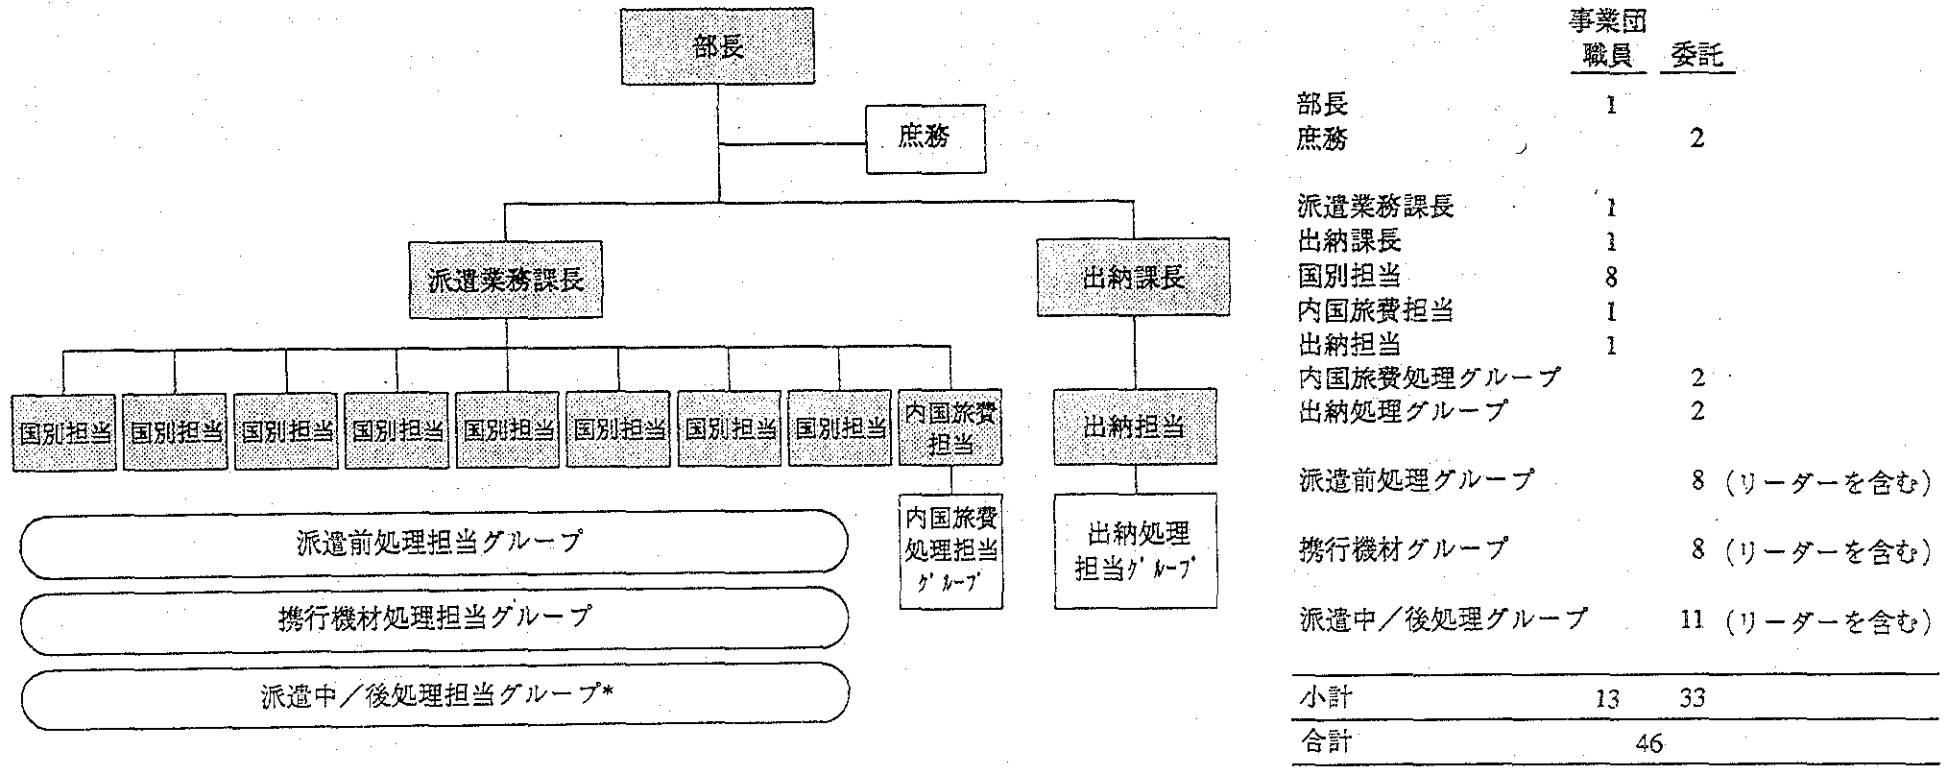 部長
庶務
派遣業務課長
出納課長
国別担当 国別担当 国別担当 国別担当 国別担当 国別担当 国別担当 国別担当
内国旅費
担当
出納担当
内国旅費
処理担当
グループ
出納処理
担当グループ
派遣前処理担当グループ
携行機材処理担当グループ
派遣中／後処理担当グループ*
事業団
職員 委託
部長 1
庶務 2
派遣業務課長 1
出納課長 1
国別担当 8
内国旅費担当 1
出納担当 1
内国旅費処理グループ 2
出納処理グループ 2
派遣前処理グループ 8 (リーダーを含む)
携行機材グループ 8 (リーダーを含む)
派遣中／後処理グループ 11 (リーダーを含む)
小計 13 33
合計 46